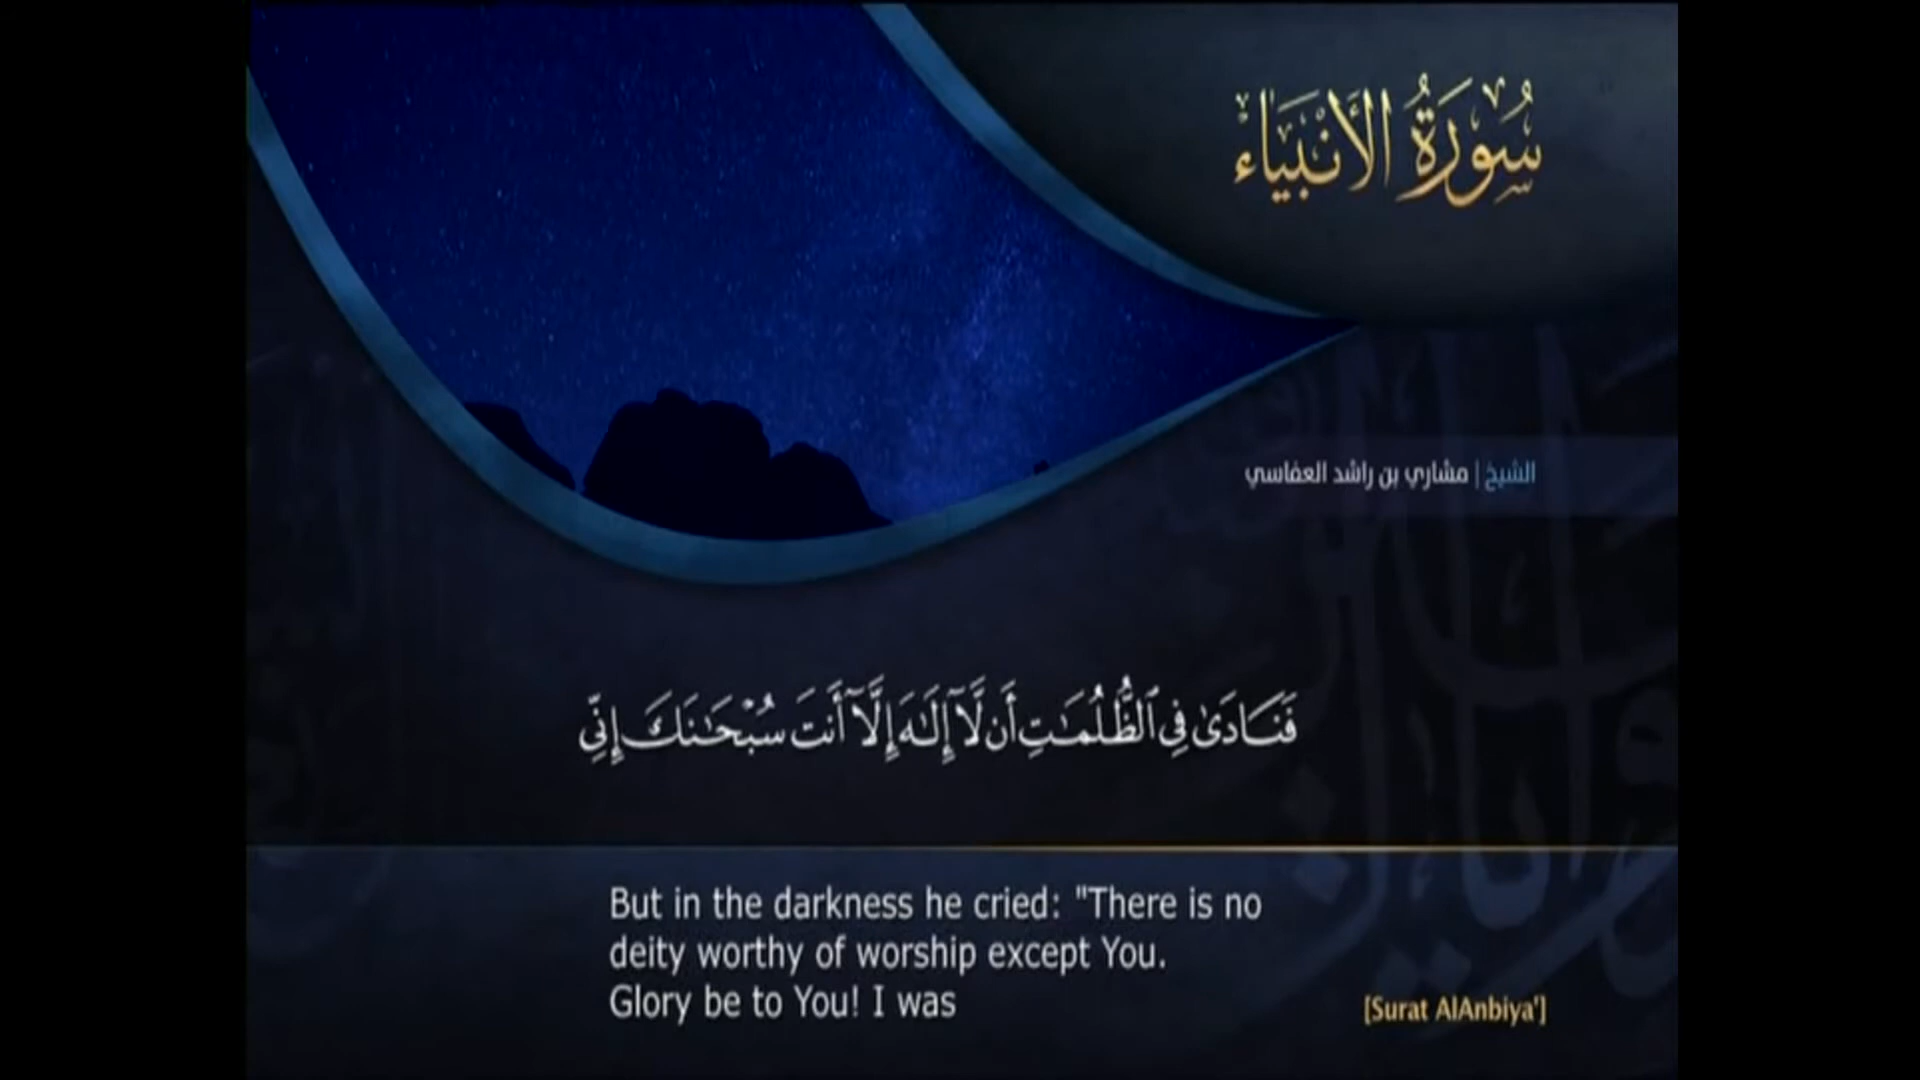 سُورَةُ الأَنْبِيَاء
الشيخ | مشاري بن راشد العفاسي
فَنَادَىٰ فِي ٱلظُّلُمَٰتِ أَن لَّآ إِلَٰهَ إِلَّآ أَنتَ سُبْحَٰنَكَ إِنِّي
But in the darkness he cried: "There is no
deity worthy of worship except You.
Glory be to You! I was
[Surat AlAnbiya']